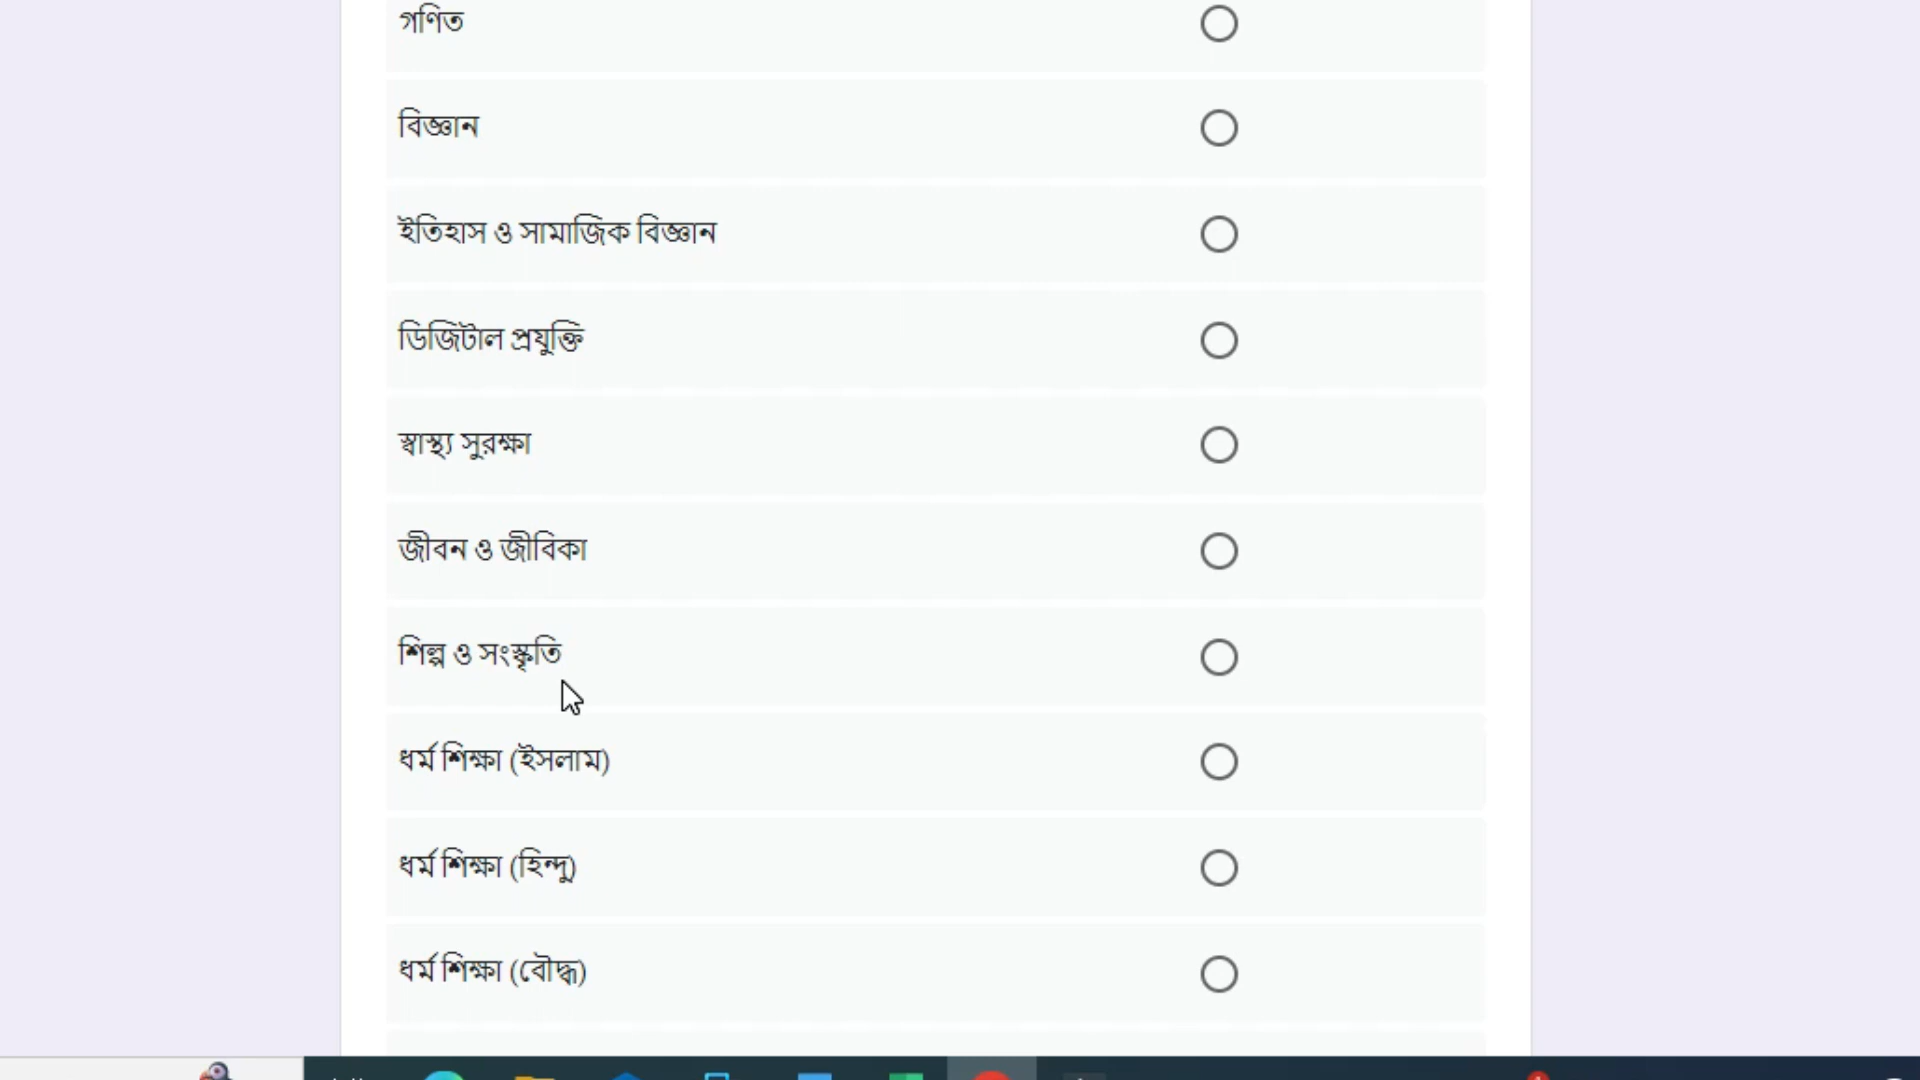 গণিত
বিজ্ঞান
ইতিহাস ও সামাজিক বিজ্ঞান
ডিজিটাল প্রযুক্তি
স্বাস্থ্য সুরক্ষা
জীবন ও জীবিকা
শিল্প ও সংস্কৃতি
ধর্ম শিক্ষা (ইসলাম)
ধর্ম শিক্ষা (হিন্দু)
ধর্ম শিক্ষা (বৌদ্ধ)